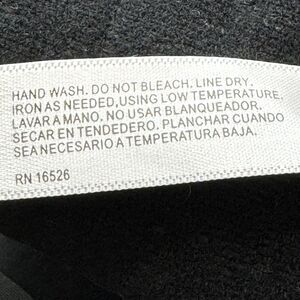 HAND WASH. DO NOT BLEACH. LINE DRY.
IRON AS NEEDED,USING LOW TEMPERATURE.
LAVAR A MANO. NO USAR BLANQUEADOR.
SECAR EN TENDEDERO. PLANCHAR CUANDO
SEA NECESARIO A TEMPERATURA BAJA.
RN 16526